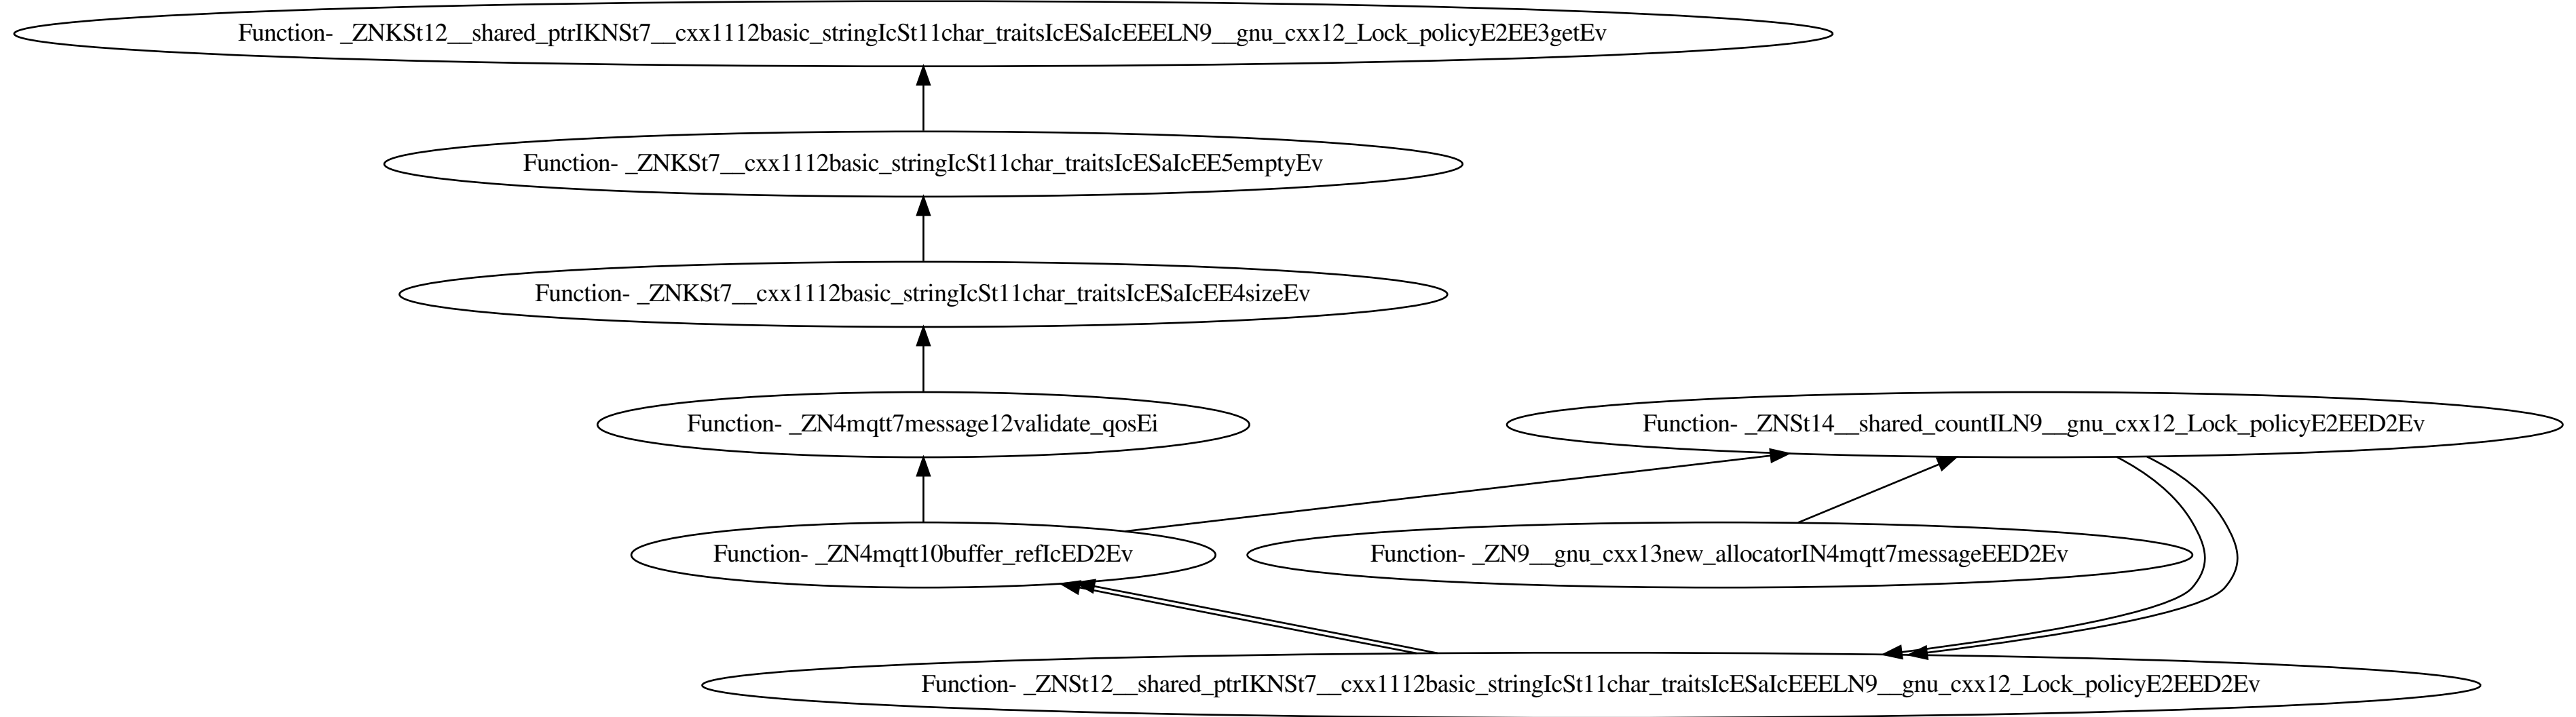 Function- _ZNKSt12__shared_ptrIKNSt7__cxx1112basic_stringIcSt11char_traitsIcESaIcEEELN9__gnu_cxx12_Lock_policyE2EE3getEv
Function- _ZNKSt7__cxx1112basic_stringIcSt11char_traitsIcESaIcEE5emptyEv
Function- _ZNKSt7__cxx1112basic_stringIcSt11char_traitsIcESaIcEE4sizeEv
Function- _ZN4mqtt7message12validate_qosEi
Function- _ZNSt14__shared_countILN9__gnu_cxx12_Lock_policyE2EED2Ev
Function- _ZN4mqtt10buffer_refIcED2Ev
Function- _ZN9__gnu_cxx13new_allocatorIN4mqtt7messageEED2Ev
Function- _ZNSt12__shared_ptrIKNSt7__cxx1112basic_stringIcSt11char_traitsIcESaIcEEELN9__gnu_cxx12_Lock_policyE2EED2Ev